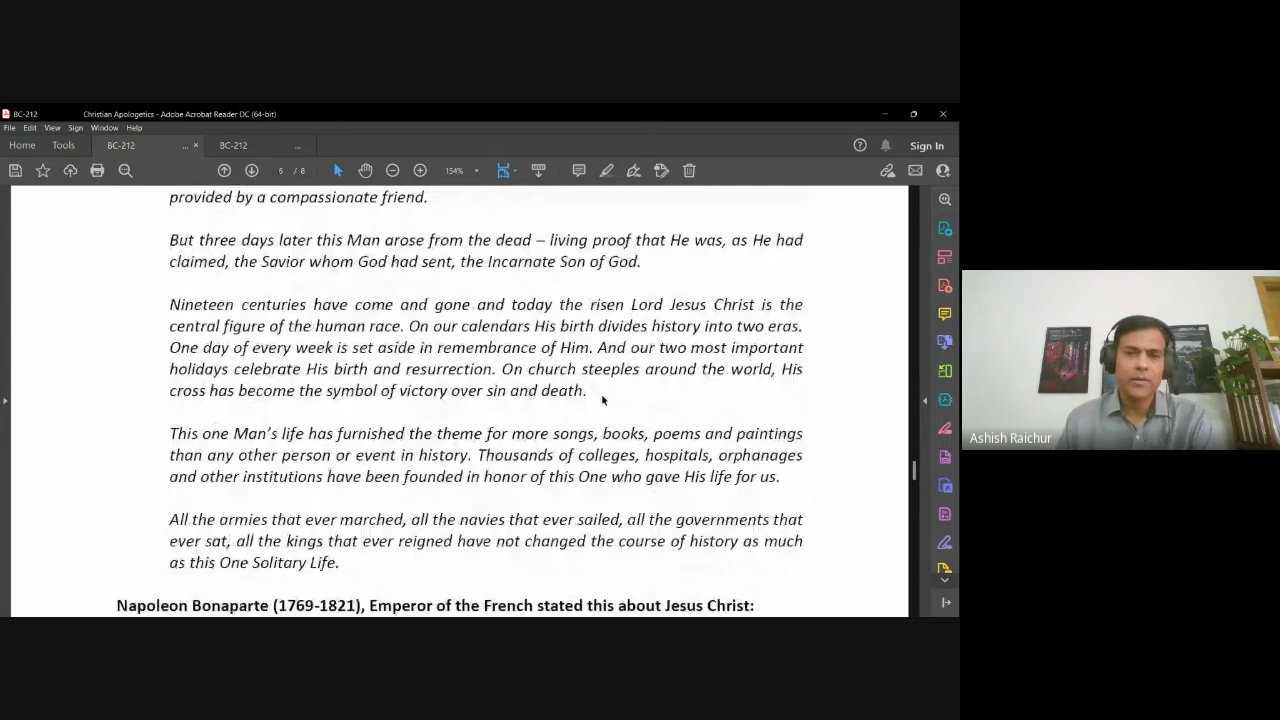 BC-212
Christian Apologetics - Adobe Acrobat Reader DC (64-bit)
File Edit View Sign Window Help
Home Tools BC-212 ... × BC-212 ...
Sign In
6 / 8
154%
provided by a compassionate friend.
But three days later this Man arose from the dead – living proof that He was, as He had
claimed, the Savior whom God had sent, the Incarnate Son of God.
Nineteen centuries have come and gone and today the risen Lord Jesus Christ is the
central figure of the human race. On our calendars His birth divides history into two eras.
One day of every week is set aside in remembrance of Him. And our two most important
holidays celebrate His birth and resurrection. On church steeples around the world, His
cross has become the symbol of victory over sin and death.
This one Man's life has furnished the theme for more songs, books, poems and paintings
than any other person or event in history. Thousands of colleges, hospitals, orphanages
and other institutions have been founded in honor of this One who gave His life for us.
All the armies that ever marched, all the navies that ever sailed, all the governments that
ever sat, all the kings that ever reigned have not changed the course of history as much
as this One Solitary Life.
Napoleon Bonaparte (1769-1821), Emperor of the French stated this about Jesus Christ:
Ashish Raichur